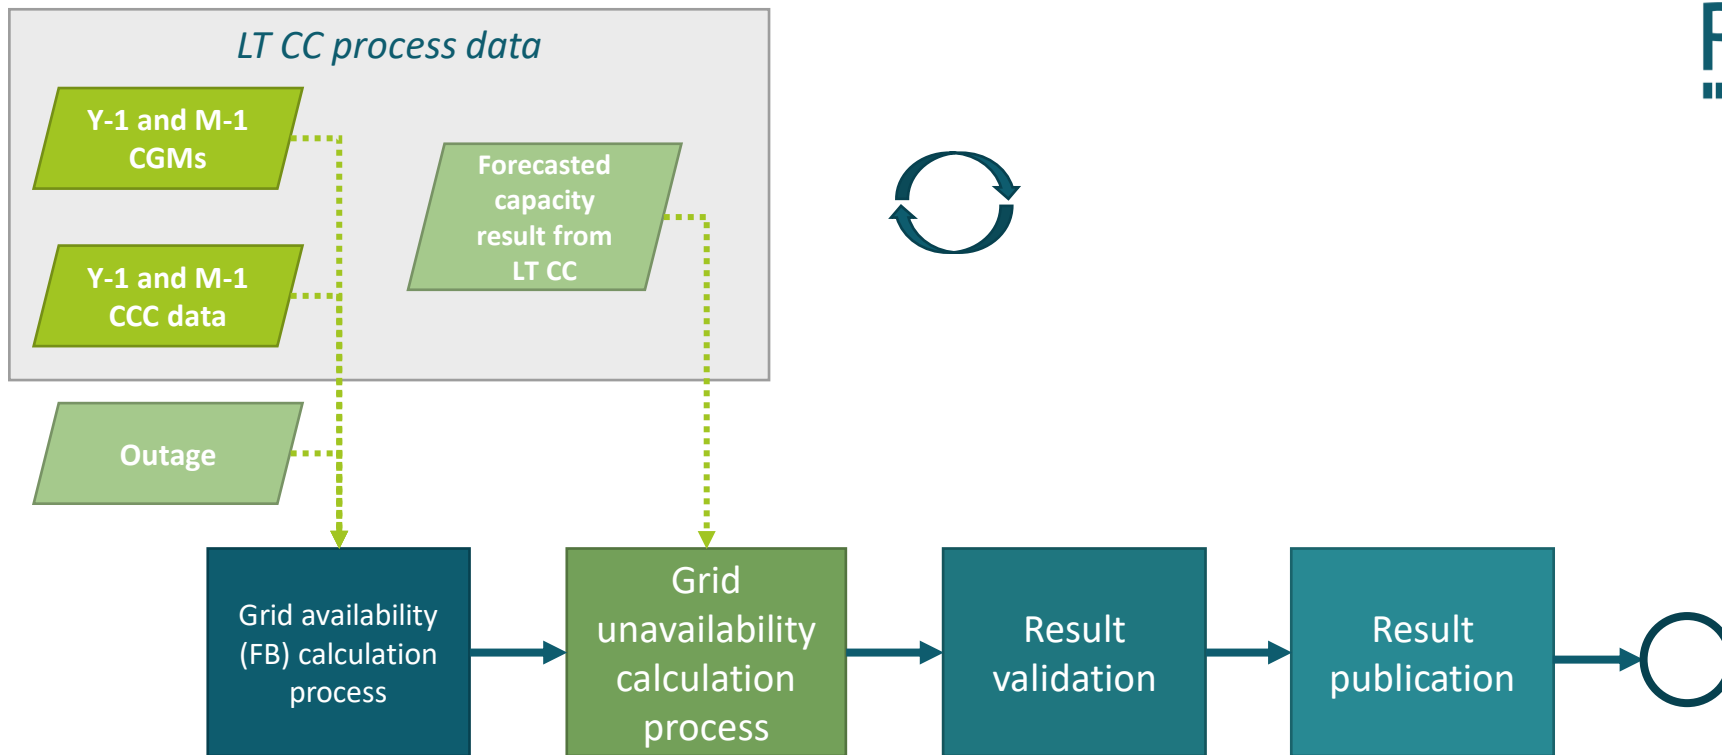 LT CC process data
Y-1 and M-1
CGMs
Forecasted
capacity
result from
LT CC
Y-1 and M-1
CCC data
Outage
Grid availability
(FB) calculation
process
Grid
unavailability
calculation
process
Result
validation
Result
publication